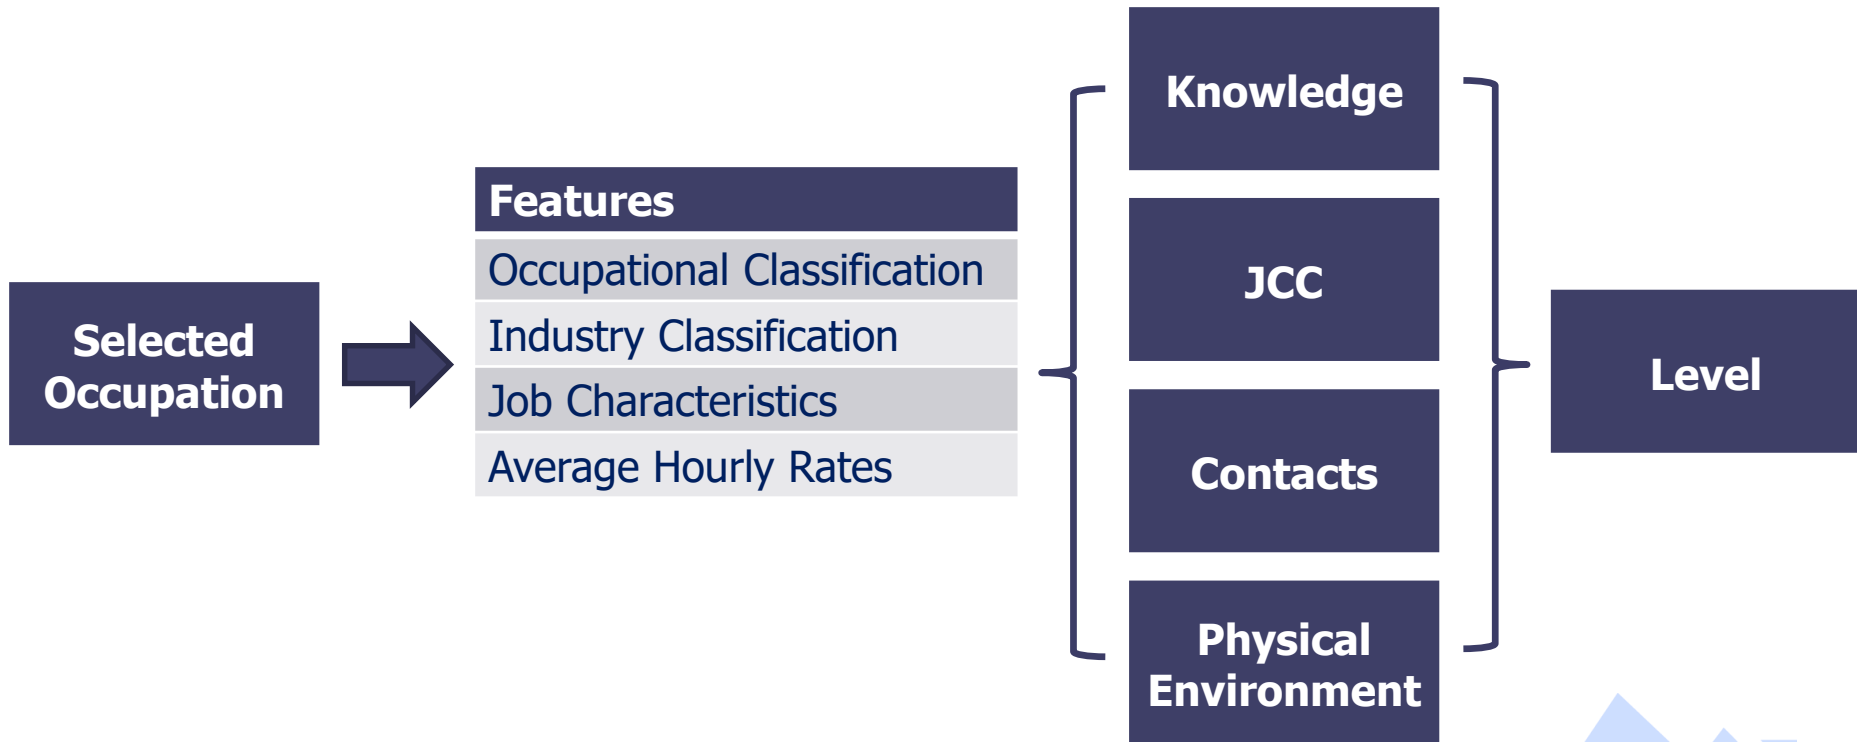 Selected
Occupation
Features
Occupational Classification
Industry Classification
Job Characteristics
Average Hourly Rates
Knowledge
JCC
Contacts
Physical
Environment
Level